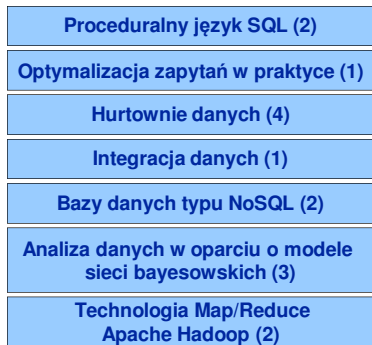 Proceduralny język SQL (2)
Optymalizacja zapytań w praktyce (1)
Hurtownie danych (4)
Integracja danych (1)
Bazy danych typu NoSQL (2)
Analiza danych w oparciu o modele
sieci bayesowskich (3)
Technologia Map/Reduce
Apache Hadoop (2)